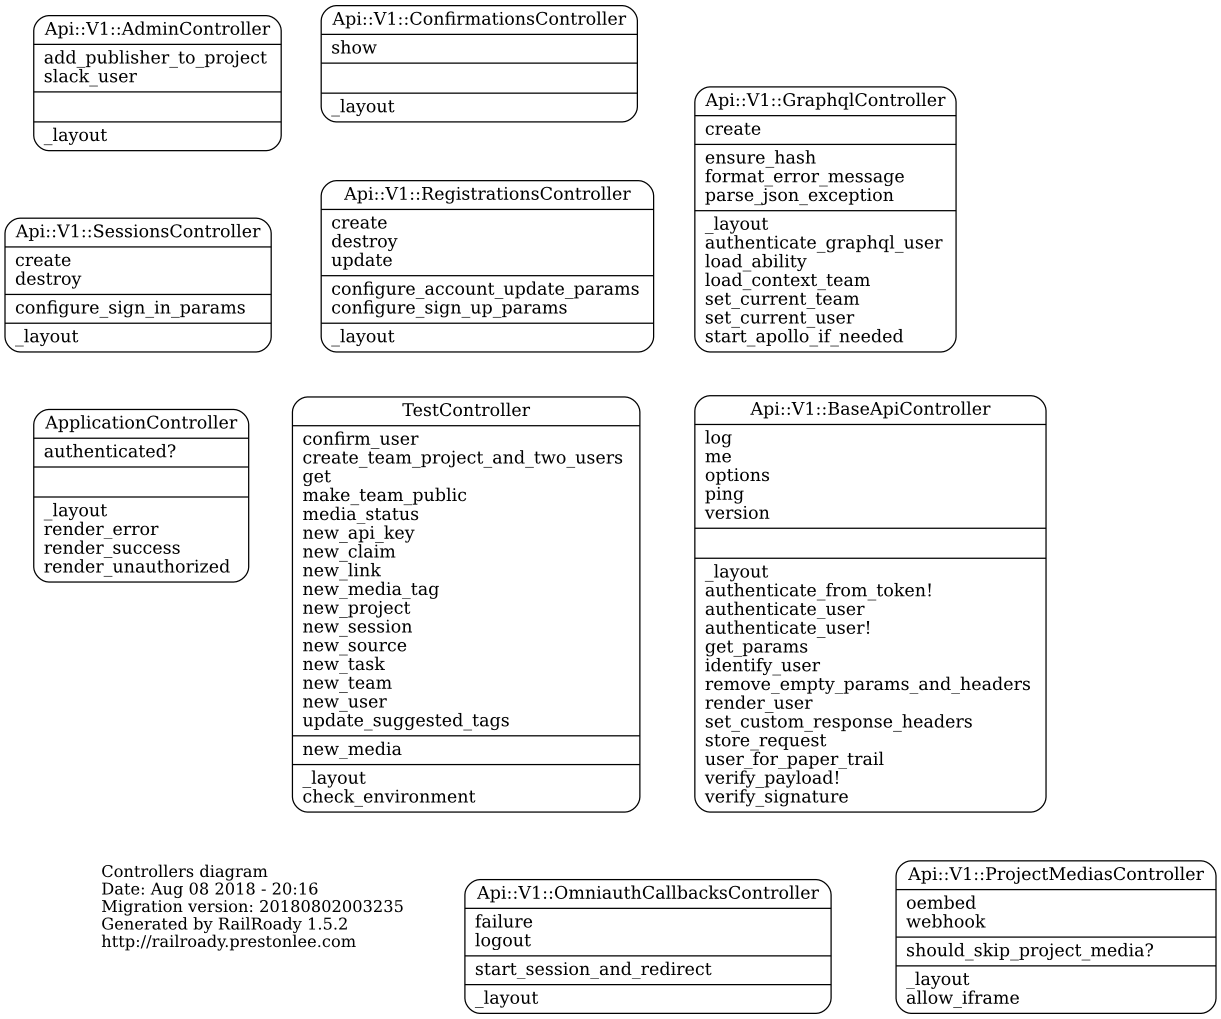 Api::V1::AdminController
add_publisher_to_project
slack_user
_layout
Api::V1::ConfirmationsController
show
_layout
Api::V1::GraphqlController
create
ensure_hash
format_error_message
parse_json_exception
_layout
authenticate_graphql_user
load_ability
load_context_team
set_current_team
set_current_user
start_apollo_if_needed
Api::V1::SessionsController
create
destroy
configure_sign_in_params
_layout
Api::V1::RegistrationsController
create
destroy
update
configure_account_update_params
configure_sign_up_params
_layout
ApplicationController
authenticated?
_layout
render_error
render_success
render_unauthorized
TestController
confirm_user
create_team_project_and_two_users
get
make_team_public
media_status
new_api_key
new_claim
new_link
new_media_tag
new_project
new_session
new_source
new_task
new_team
new_user
update_suggested_tags
new_media
_layout
check_environment
Api::V1::BaseApiController
log
me
options
ping
version
_layout
authenticate_from_token!
authenticate_user
authenticate_user!
get_params
identify_user
remove_empty_params_and_headers
render_user
set_custom_response_headers
store_request
user_for_paper_trail
verify_payload!
verify_signature
Controllers diagram
Date: Aug 08 2018 - 20:16
Migration version: 20180802003235
Generated by RailRoady 1.5.2
http://railroady.prestonlee.com
Api::V1::OmniauthCallbacksController
failure
logout
start_session_and_redirect
_layout
Api::V1::ProjectMediasController
oembed
webhook
should_skip_project_media?
_layout
allow_iframe